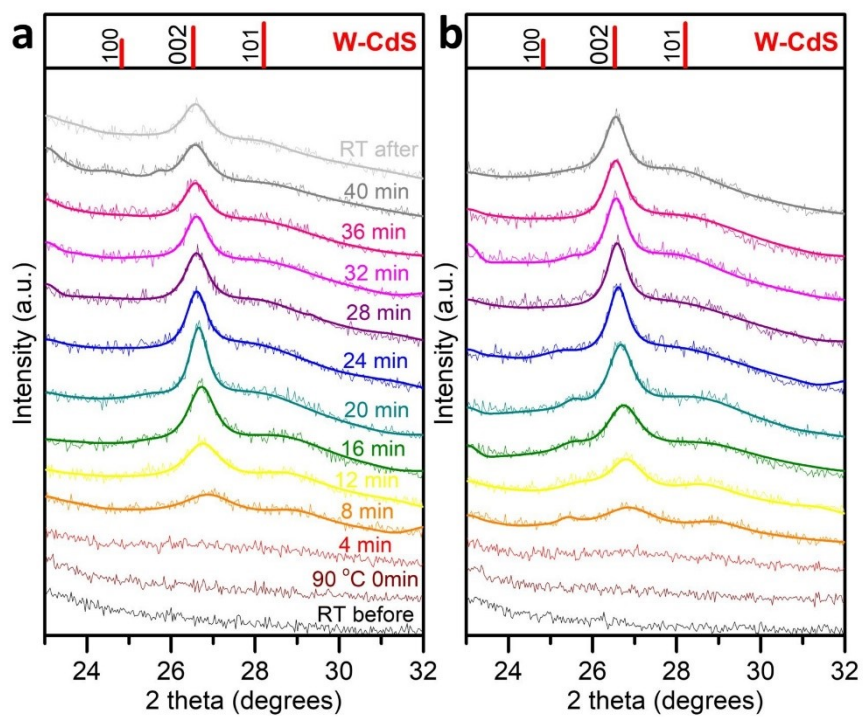 a
100
002
101
W-CdS
RT after
40 min
36 min
32 min
28 min
24 min
20 min
16 min
12 min
8 min
4 min
90 °C 0min
RT before
Intensity (a.u.)
24 26 28 30 32
2 theta (degrees)
b
100
002
101
W-CdS
Intensity (a.u.)
24 26 28 30 32
2 theta (degrees)